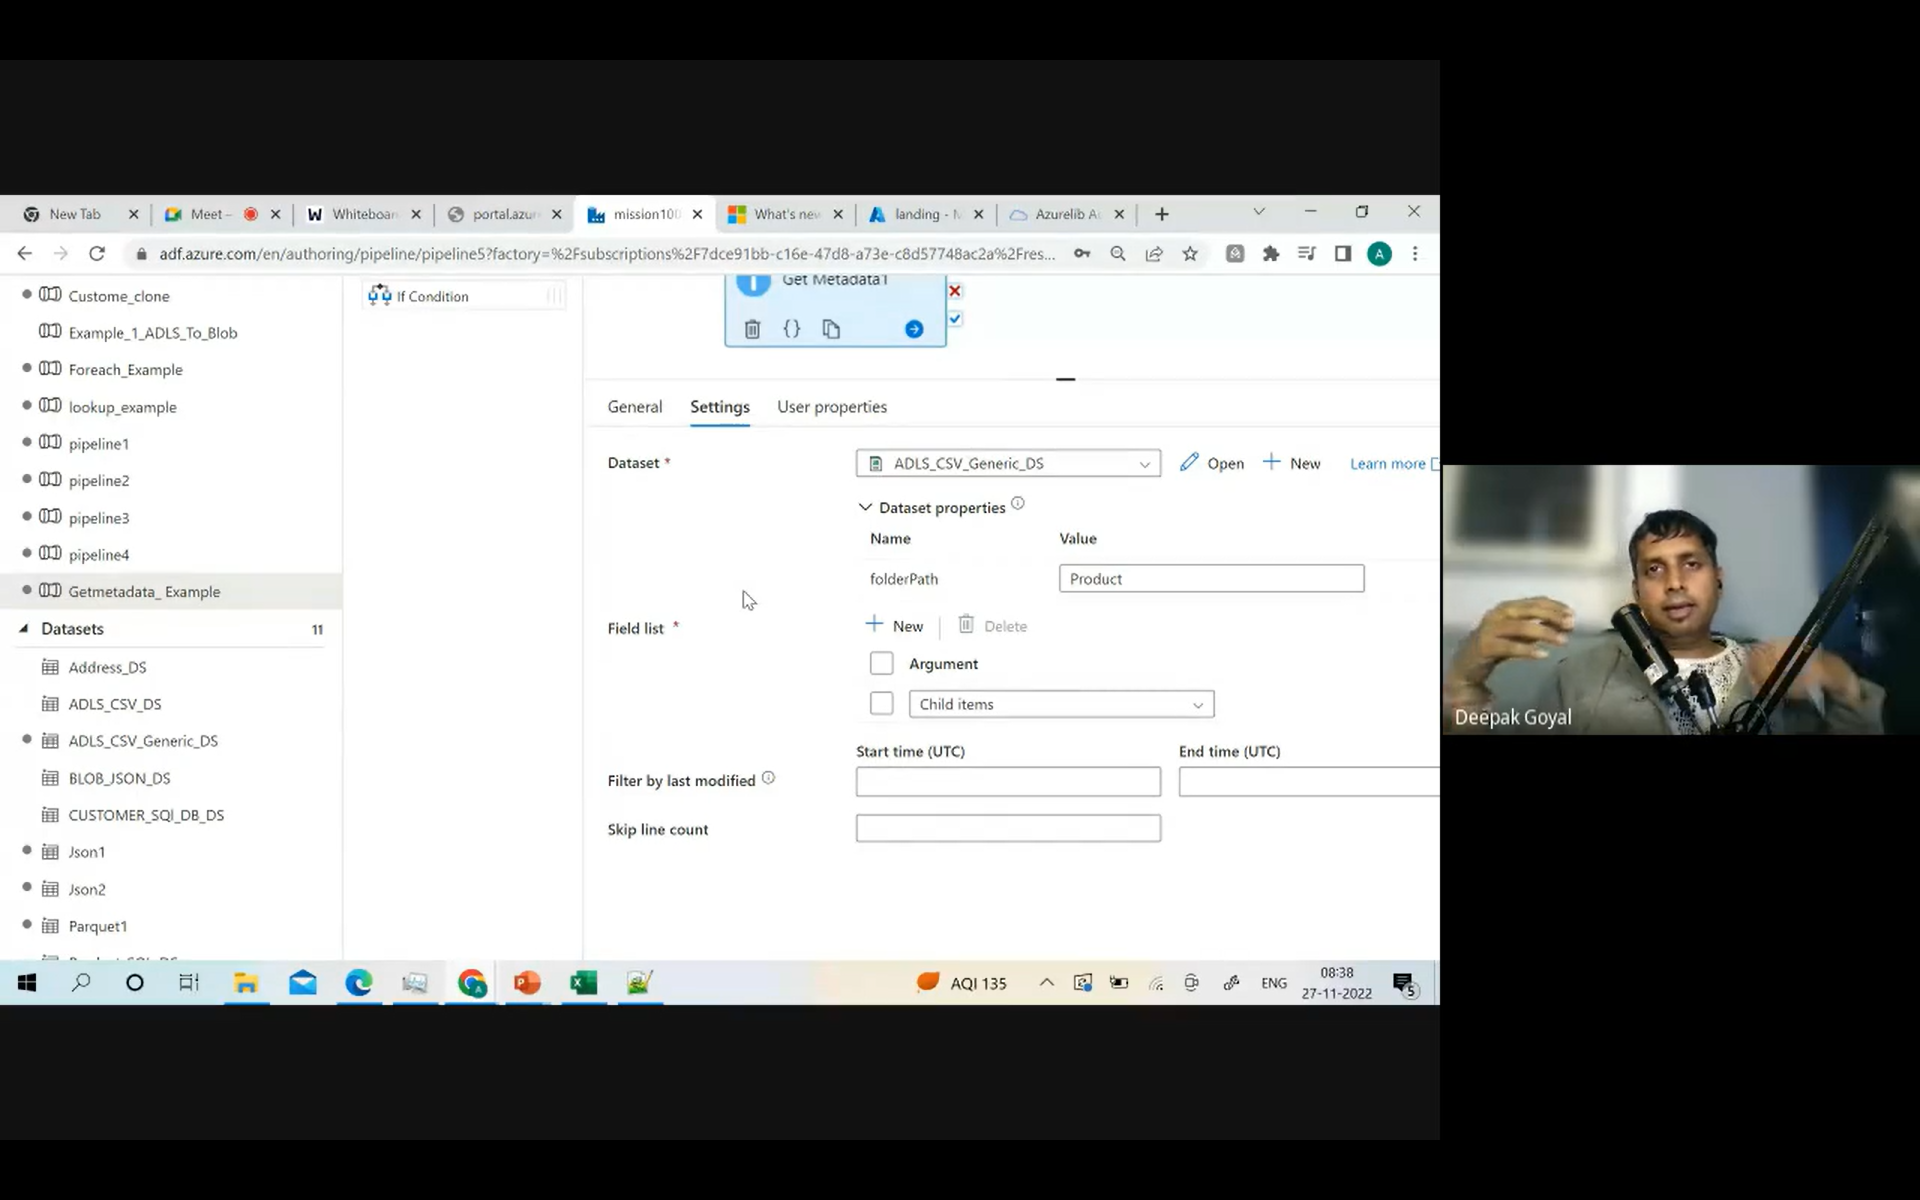 New Tab
Meet –
Whiteboar
portal.azur
mission100
What's new
landing - M
Azurelib A
adf.azure.com/en/authoring/pipeline/pipeline5?factory=%2Fsubscriptions%2F7dce91bb-c16e-47d8-a73e-c8d57748ac2a%2Fres...
A
Custome_clone
Example_1_ADLS_To_Blob
Foreach_Example
lookup_example
pipeline1
pipeline2
pipeline3
pipeline4
Getmetadata_ Example
Datasets 11
Address_DS
ADLS_CSV_DS
ADLS_CSV_Generic_DS
BLOB_JSON_DS
CUSTOMER_SQl_DB_DS
Json1
Json2
Parquet1
If Condition
Get Metadata1
General Settings User properties
Dataset *
ADLS_CSV_Generic_DS
Open New Learn more
Dataset properties
Name Value
folderPath Product
Field list *
New Delete
Argument
Child items
Start time (UTC) End time (UTC)
Filter by last modified
Skip line count
AQI 135
ENG
08:38
27-11-2022
5
Deepak Goyal